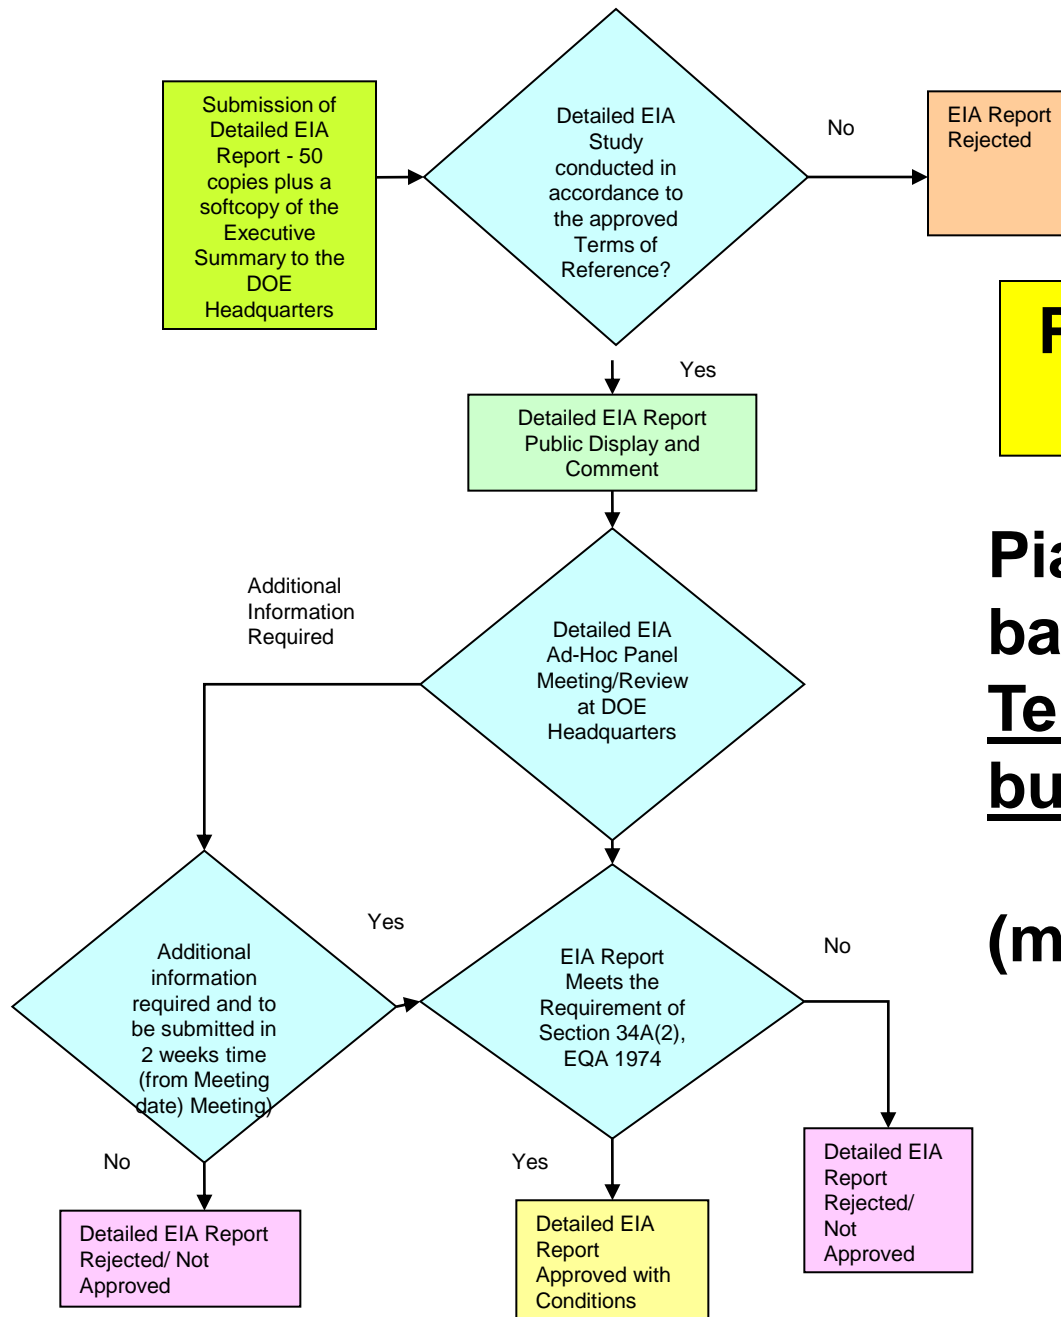 Submission of
Detailed EIA
Report - 50
copies plus a
softcopy of the
Executive
Summary to the
DOE
Headquarters
Detailed EIA
Study
conducted in
accordance to
the approved
Terms of
Reference?
No
EIA Report
Rejected
Yes
Detailed EIA Report
Public Display and
Comment
Additional
Information
Required
Detailed EIA
Ad-Hoc Panel
Meeting/Review
at DOE
Headquarters
Additional
information
required and to
be submitted in
2 weeks time
(from Meeting
date) Meeting)
Yes
EIA Report
Meets the
Requirement of
Section 34A(2),
EQA 1974
No
No
Detailed EIA Report
Rejected/ Not
Approved
Yes
Detailed EIA
Report
Approved with
Conditions
Detailed EIA
Report
Rejected/
Not
Approved
Pia
ba
Te
bu
(m